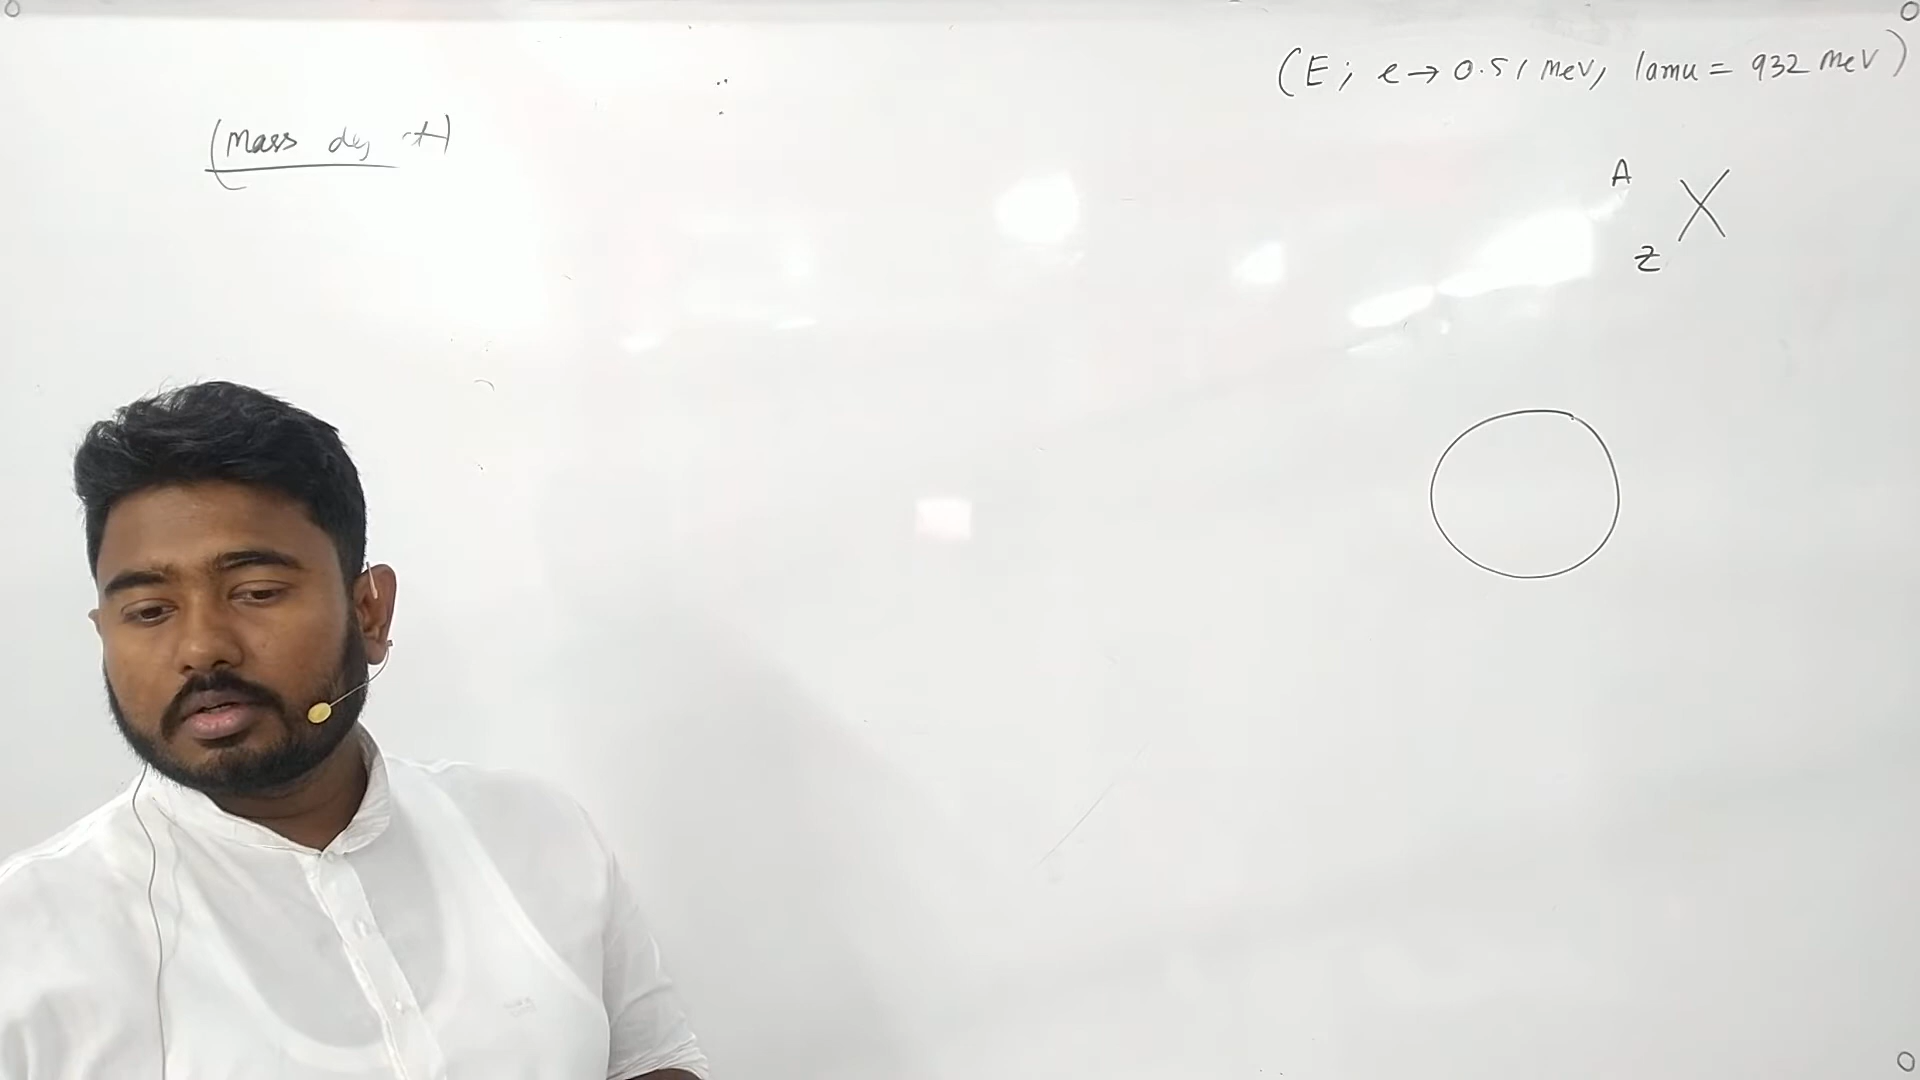 (E; e → 0.51 MeV, 1amu = 932 MeV)
(Mass
A
X
Z